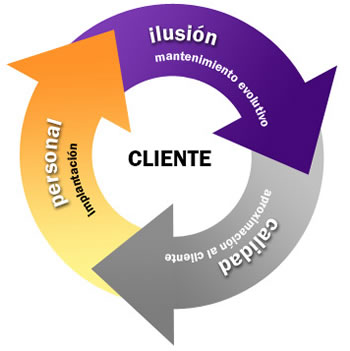 ilusión
mantenimiento evolutivo
CLIENTE
personal
Implantación
calidad
aproximación al cliente